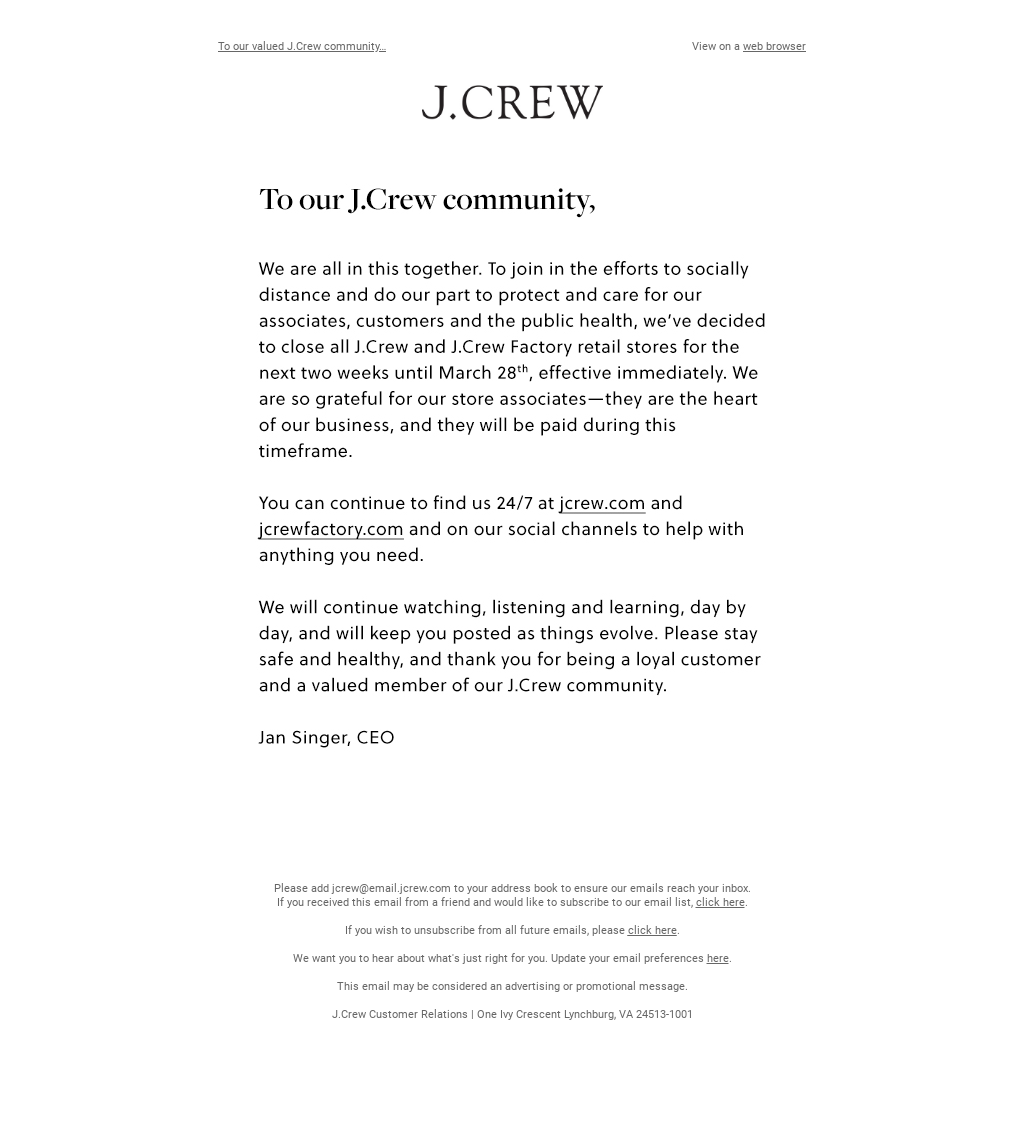 To our valued J.Crew community...
View on a web browser
J.CREW
To our J.Crew community,
We are all in this together. To join in the efforts to socially
distance and do our part to protect and care for our
associates, customers and the public health, we've decided
to close all J.Crew and J.Crew Factory retail stores for the
next two weeks until March 28th, effective immediately. We
are so grateful for our store associates—they are the heart
of our business, and they will be paid during this
timeframe.
You can continue to find us 24/7 at jcrew.com and
jcrewfactory.com and on our social channels to help with
anything you need.
We will continue watching, listening and learning, day by
day, and will keep you posted as things evolve. Please stay
safe and healthy, and thank you for being a loyal customer
and a valued member of our J.Crew community.
Jan Singer, CEO
Please add jcrew@email.jcrew.com to your address book to ensure our emails reach your inbox.
If you received this email from a friend and would like to subscribe to our email list, click here.
If you wish to unsubscribe from all future emails, please click here.
We want you to hear about what's just right for you. Update your email preferences here.
This email may be considered an advertising or promotional message.
J.Crew Customer Relations | One Ivy Crescent Lynchburg, VA 24513-1001